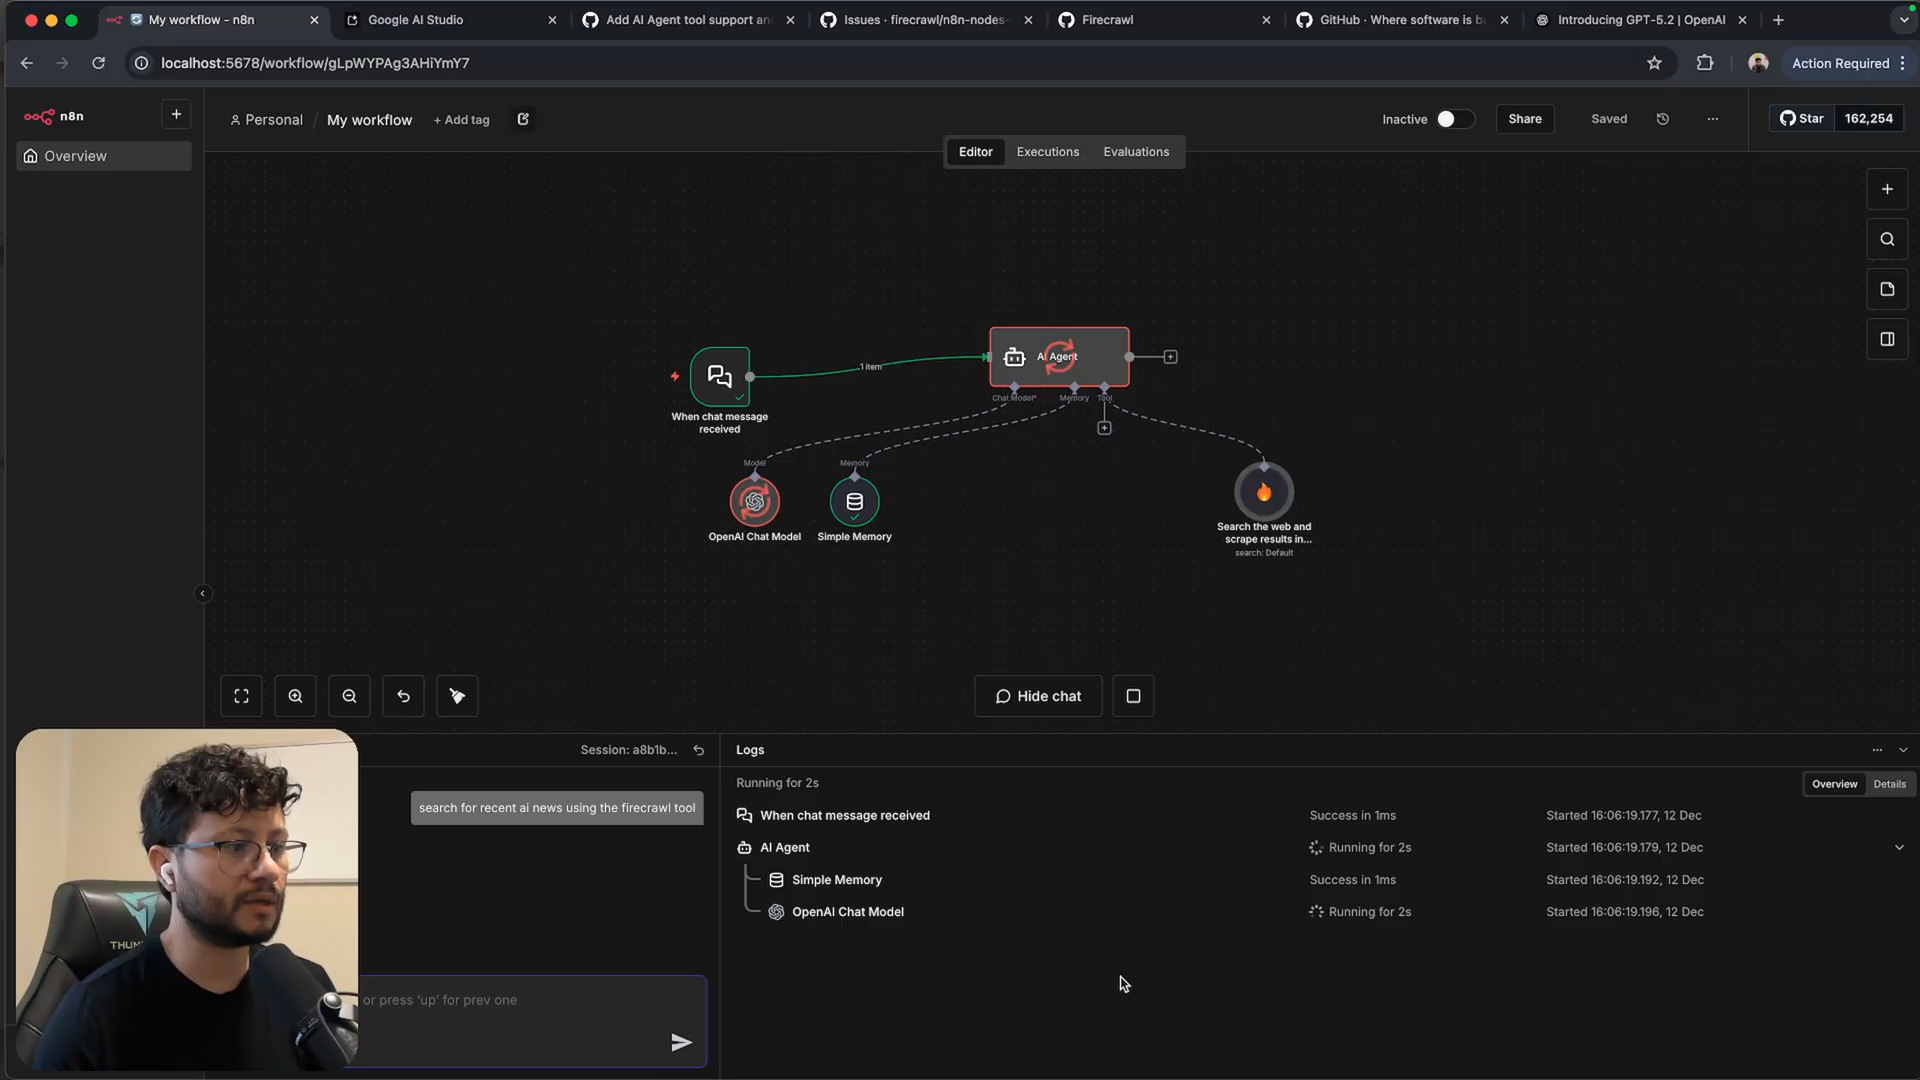 My workflow - n8n
Google AI Studio
Add AI Agent tool support an
Issues · firecrawl/n8n-nodes-
Firecrawl
GitHub · Where software is bu
Introducing GPT-5.2 | OpenAI
localhost:5678/workflow/gLpWYPAg3AHiYmY7
Action Required
n8n
Personal / My workflow + Add tag
Inactive
Share
Saved
Star 162,254
Overview
Editor Executions Evaluations
AI Agent
1 item
Chat Model* Memory Tool
When chat message
received
Model
Memory
OpenAI Chat Model
Simple Memory
Search the web and
scrape results in...
search: Default
Hide chat
Session: a8b1b...
Logs
Running for 2s
Overview Details
search for recent ai news using the firecrawl tool
When chat message received Success in 1ms Started 16:06:19.177, 12 Dec
AI Agent Running for 2s Started 16:06:19.179, 12 Dec
Simple Memory Success in 1ms Started 16:06:19.192, 12 Dec
OpenAI Chat Model Running for 2s Started 16:06:19.196, 12 Dec
or press 'up' for prev one
THUN